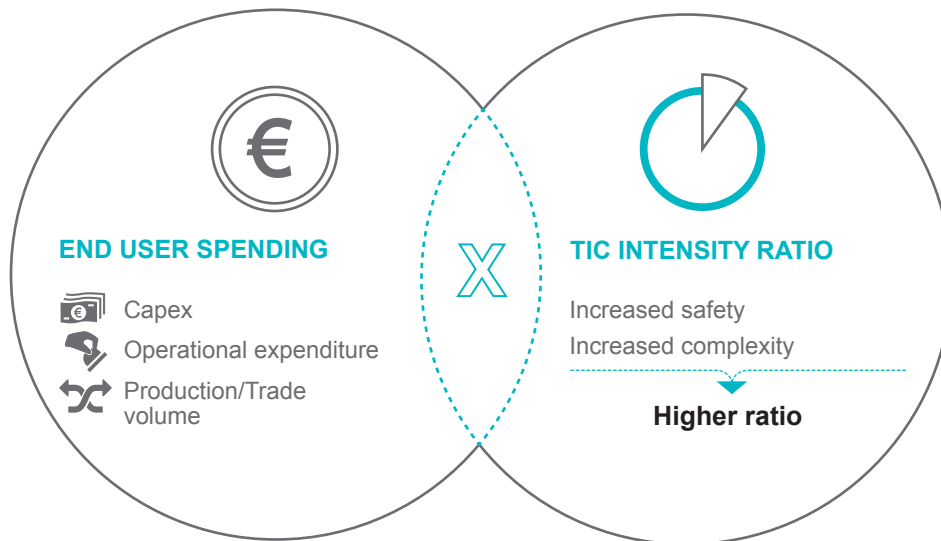 €
END USER SPENDING
€
Capex
Operational expenditure
Production/Trade
volume
X
TIC INTENSITY RATIO
Increased safety
Increased complexity
Higher ratio